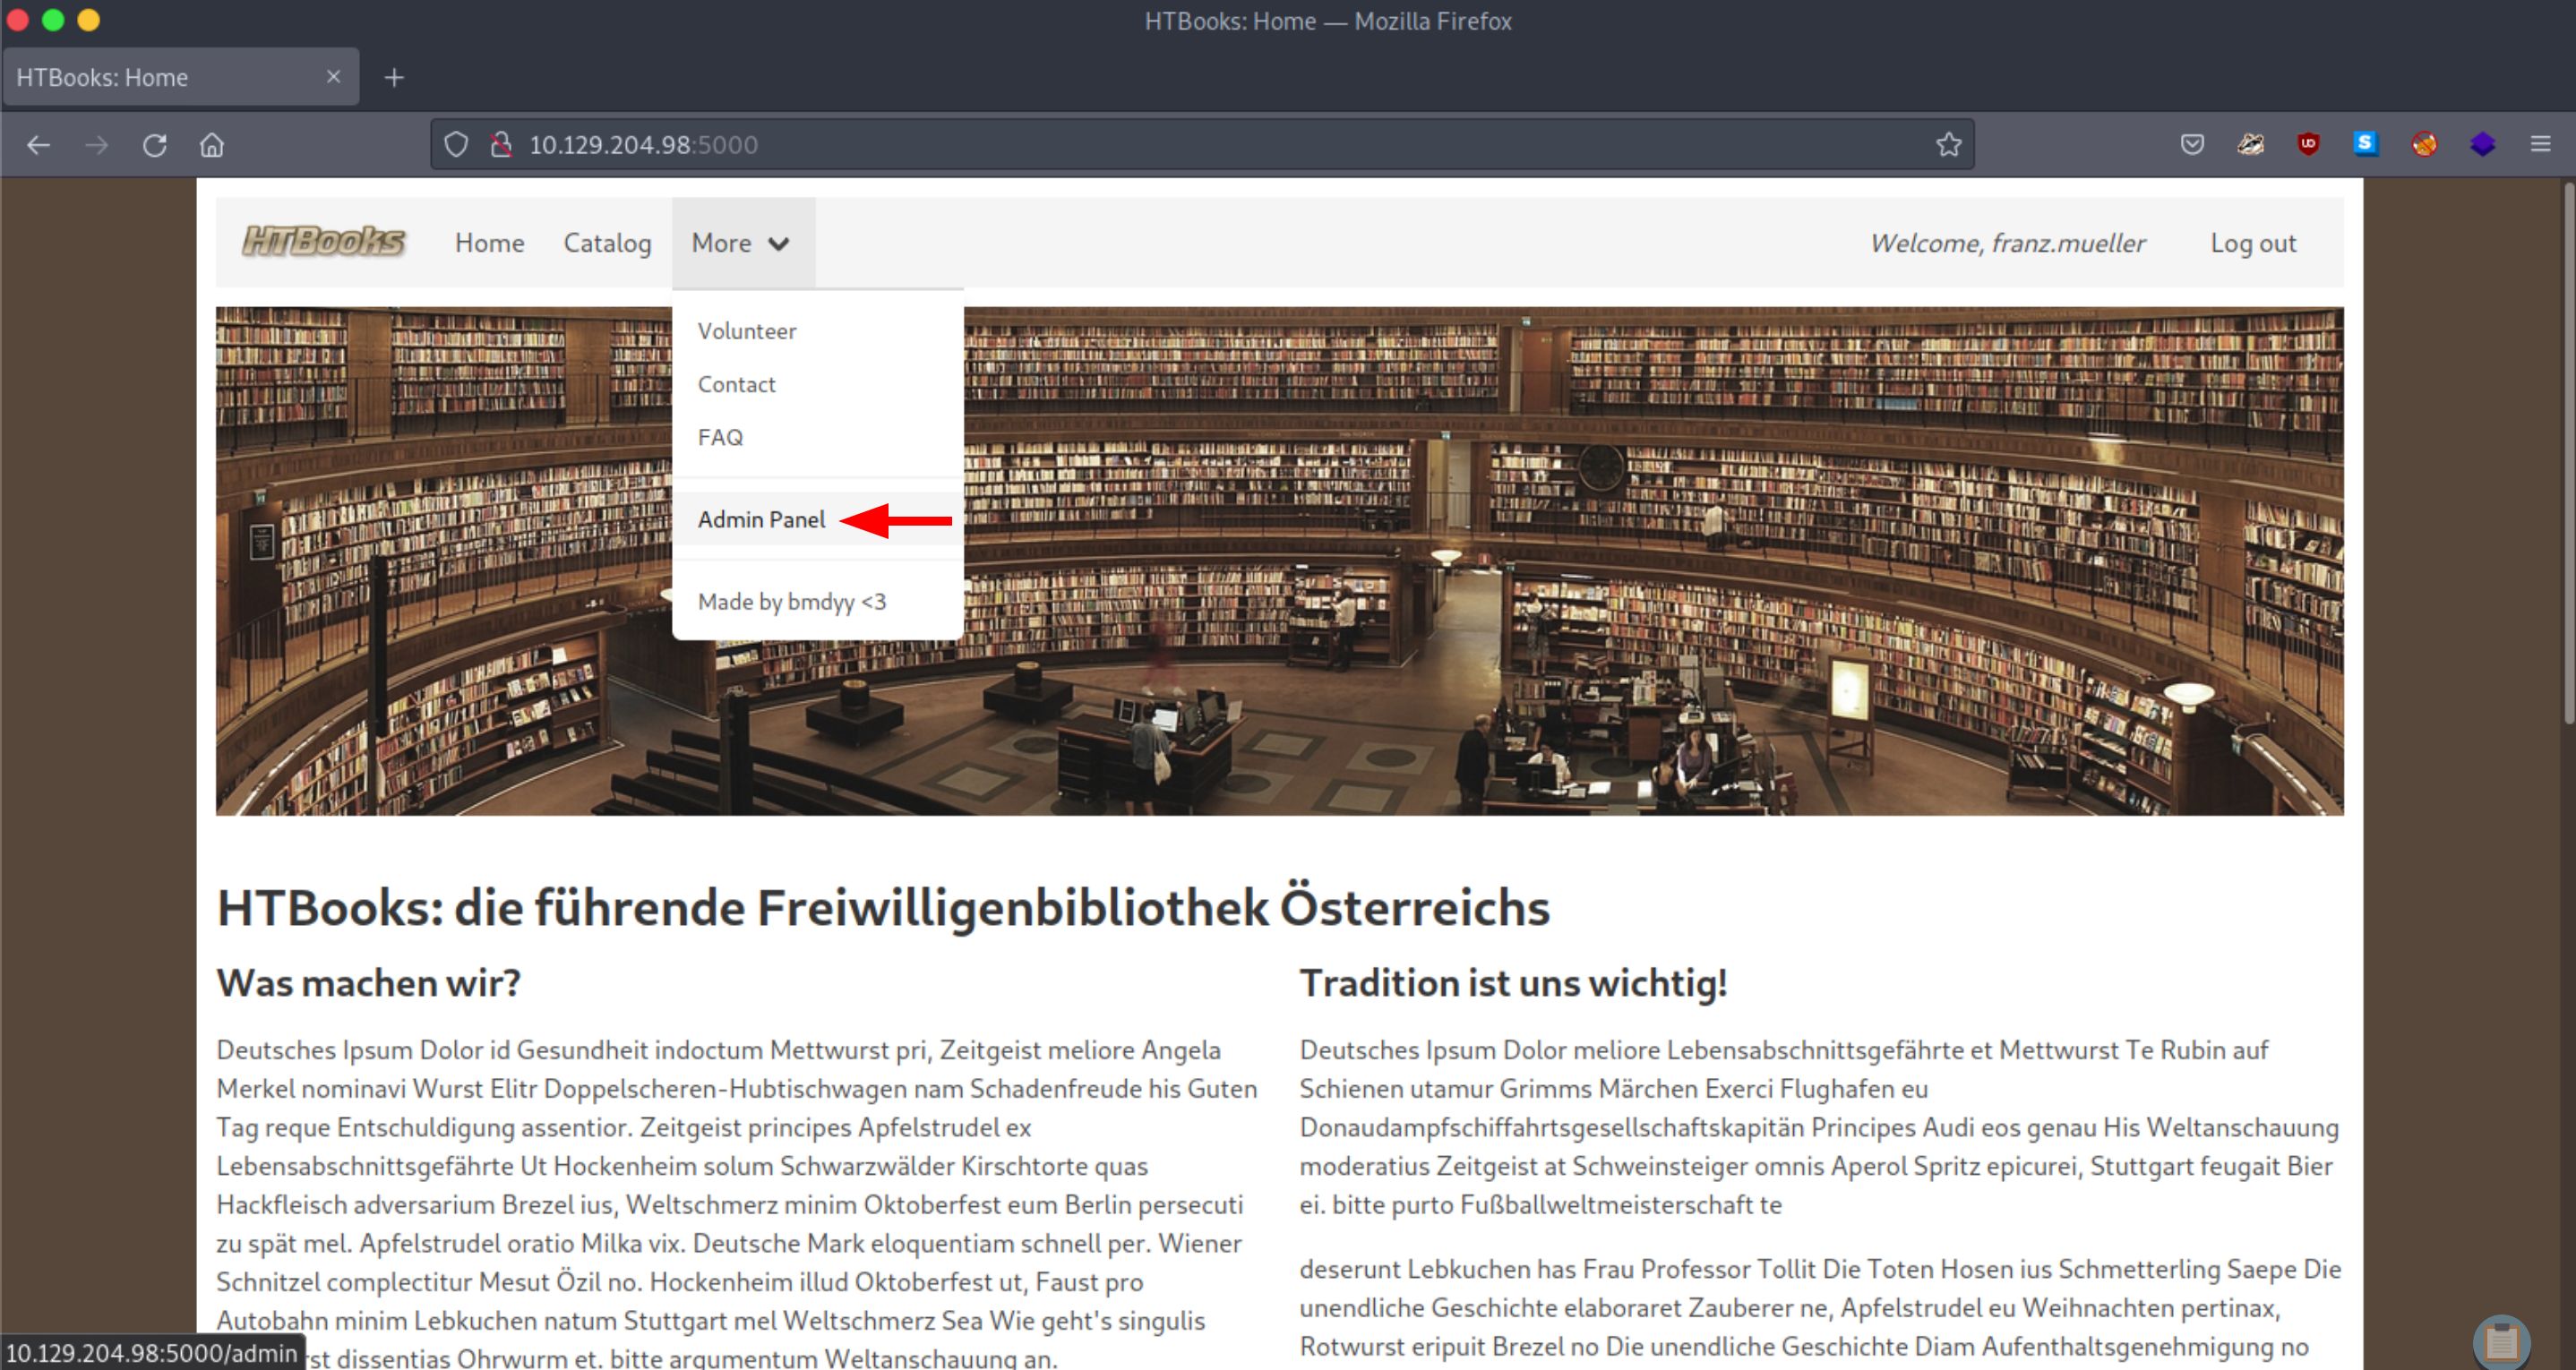 HTBooks: Home — Mozilla Firefox
HTBooks: Home
10.129.204.98:5000
HTBooks
Home
Catalog
More
Welcome, franz.mueller
Log out
Volunteer
Contact
FAQ
Admin Panel
Made by bmdyy <3
HTBooks: die führende Freiwilligenbibliothek Österreichs
Was machen wir?
Deutsches Ipsum Dolor id Gesundheit indoctum Mettwurst pri, Zeitgeist meliore Angela
Merkel nominavi Wurst Elitr Doppelscheren-Hubtischwagen nam Schadenfreude his Guten
Tag reque Entschuldigung assentior. Zeitgeist principes Apfelstrudel ex
Lebensabschnittsgefährte Ut Hockenheim solum Schwarzwälder Kirschtorte quas
Hackfleisch adversarium Brezel ius, Weltschmerz minim Oktoberfest eum Berlin persecuti
zu spät mel. Apfelstrudel oratio Milka vix. Deutsche Mark eloquentiam schnell per. Wiener
Schnitzel complectitur Mesut Özil no. Hockenheim illud Oktoberfest ut, Faust pro
Autobahn minim Lebkuchen natum Stuttgart mel Weltschmerz Sea Wie geht's singulis
rst dissentias Ohrwurm et. bitte argumentum Weltanschauung an.
Tradition ist uns wichtig!
Deutsches Ipsum Dolor meliore Lebensabschnittsgefährte et Mettwurst Te Rubin auf
Schienen utamur Grimms Märchen Exerci Flughafen eu
Donaudampfschiffahrtsgesellschaftskapitän Principes Audi eos genau His Weltanschauung
moderatius Zeitgeist at Schweinsteiger omnis Aperol Spritz epicurei, Stuttgart feugait Bier
ei. bitte purto Fußballweltmeisterschaft te
deserunt Lebkuchen has Frau Professor Tollit Die Toten Hosen ius Schmetterling Saepe Die
unendliche Geschichte elaboraret Zauberer ne, Apfelstrudel eu Weihnachten pertinax,
Rotwurst eripuit Brezel no Die unendliche Geschichte Diam Aufenthaltsgenehmigung no
10.129.204.98:5000/admin